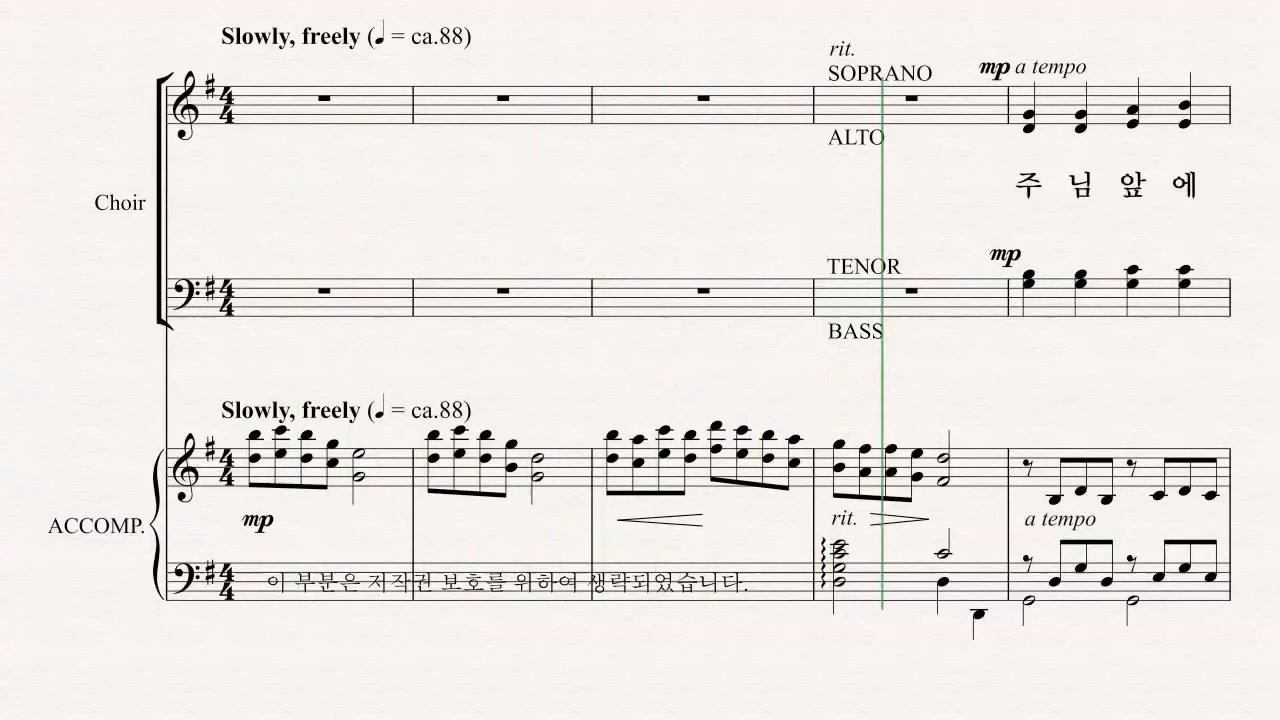 Slowly, freely (♩ = ca.88)
rit.
SOPRANO
mp a tempo
ALTO
주 님 앞 에
Choir
mp
TENOR
BASS
Slowly, freely (♩ = ca.88)
ACCOMP.
mp
rit.
a tempo
이 부분은 저작권 보호를 위하여 생략되었습니다.